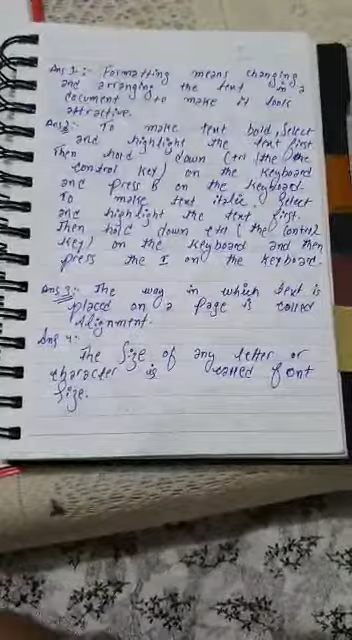 Ans 1:- Formatting means changing
and arranging the text in a
document to make it look
attractive.
Ans 2:- To make text bold, Select
and highlight the text first
Then hold down Ctrl (the
control key) on the keyboard
and press B on the keyboard.
To make text italic Select
and highlight the text first.
Then hold down ctrl (the control
key) on the keyboard and then
press the I on the keyboard.
Ans 3:- The way in which text is
placed on a page is called
Alignment.
Ans 4:-
The Size of any letter or
character is called font
Size.